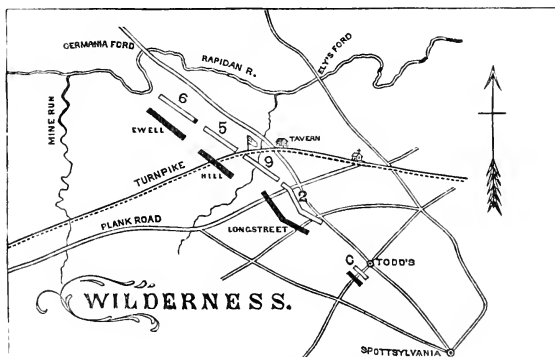 GERMANIA FORD
RAPIDAN R.
ELY'S FORD
MINE RUN
6
EWELL
5
TAVERN
9
TURNPIKE
HILL
2
PLANK ROAD
LONGSTREET
C
TODD'S
WILDERNESS.
SPOTTSYLVANIA